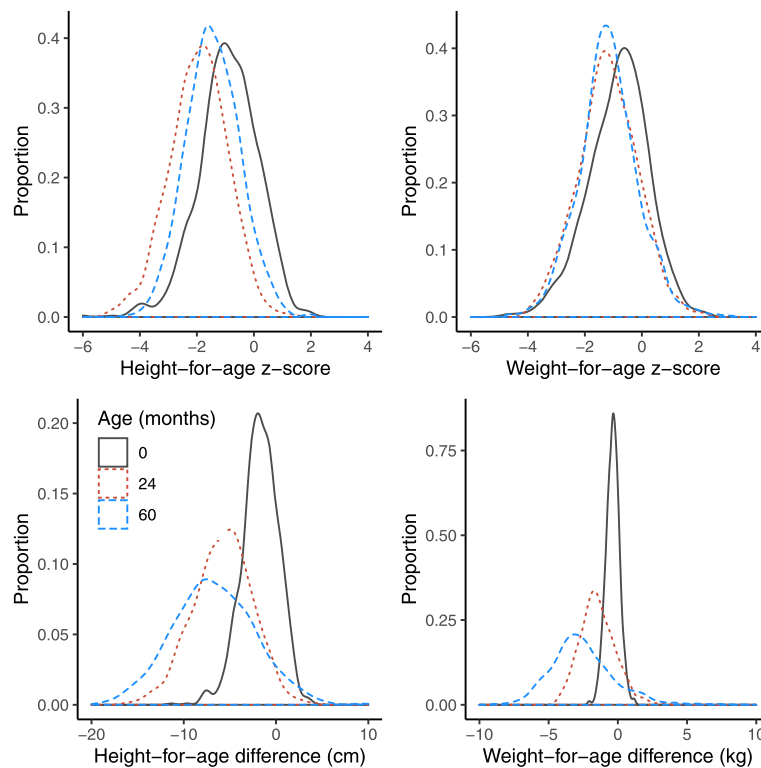 0.4
0.3
0.2
0.1
0.0
Proportion
−6 −4 −2 0 2 4
Height−for−age z−score
0.4
0.3
0.2
0.1
0.0
Proportion
−6 −4 −2 0 2 4
Weight−for−age z−score
0.20
0.15
0.10
0.05
0.00
Proportion
Age (months)
0
24
60
−20 −10 0 10
Height−for−age difference (cm)
0.75
0.50
0.25
0.00
Proportion
−10 −5 0 5 10
Weight−for−age difference (kg)